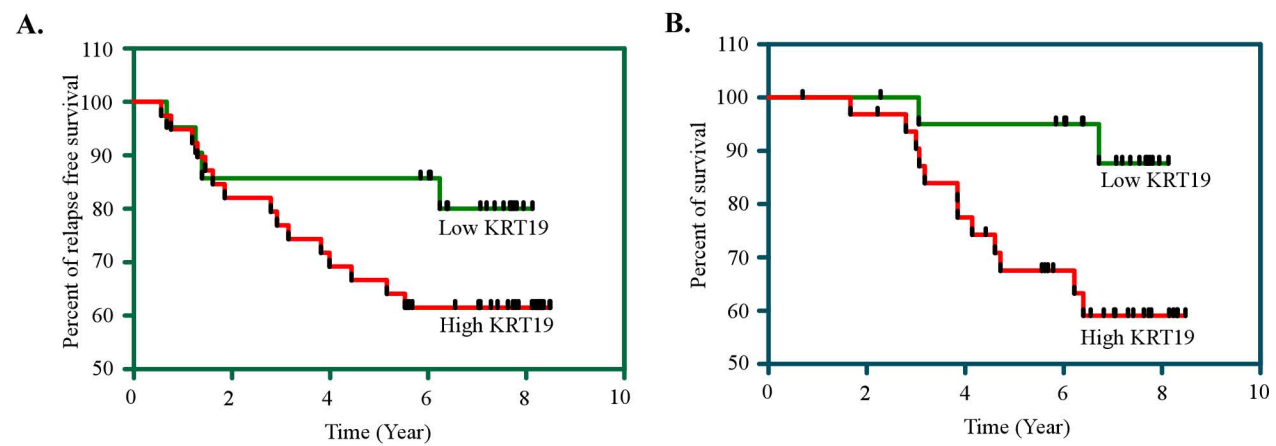 A.
Percent of relapse free survival
110
100
90
80
70
60
50
0
2
4
6
8
10
Time (Year)
Low KRT19
High KRT19
B.
Percent of survival
110
100
90
80
70
60
50
0
2
4
6
8
10
Time (Year)
Low KRT19
High KRT19